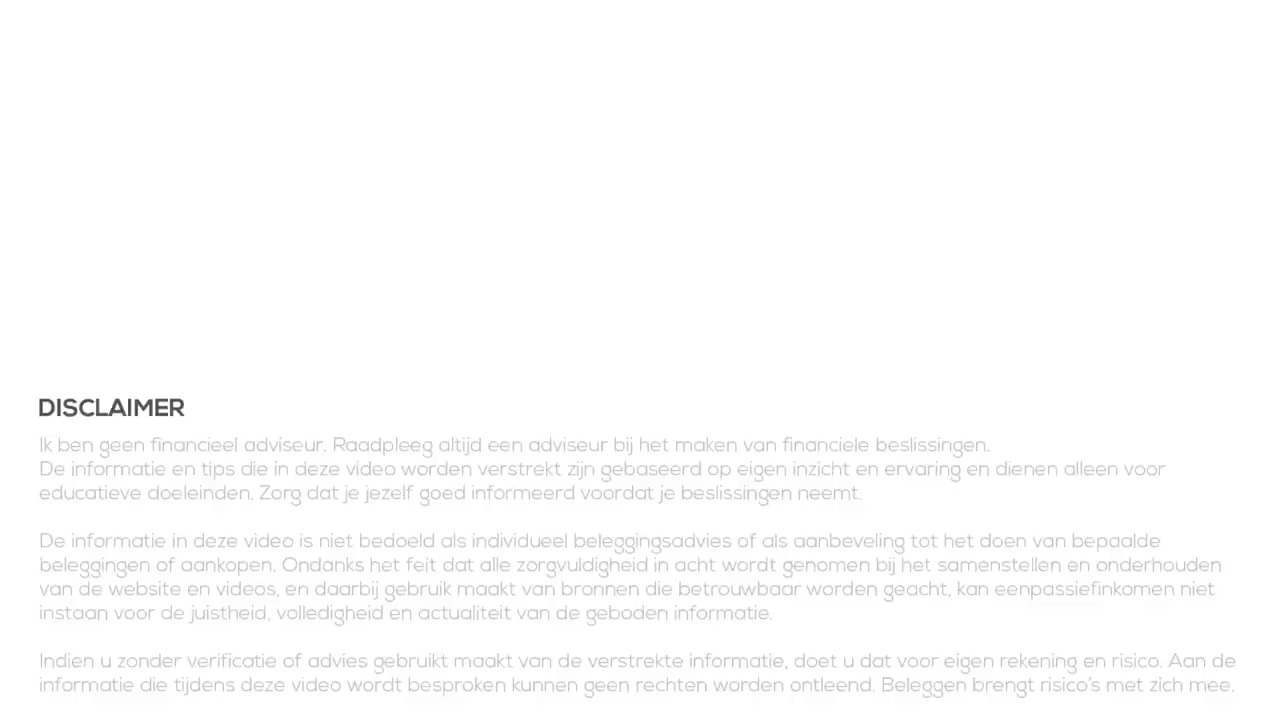 DISCLAIMER
Ik ben geen financieel adviseur. Raadpleeg altijd een adviseur bij het maken van financiele beslissingen.
De informatie en tips die in deze video worden verstrekt zijn gebaseerd op eigen inzicht en ervaring en dienen alleen voor
educatieve doeleinden. Zorg dat je jezelf goed informeerd voordat je beslissingen neemt.
De informatie in deze video is niet bedoeld als individueel beleggingsadvies of als aanbeveling tot het doen van bepaalde
beleggingen of aankopen. Ondanks het feit dat alle zorgvuldigheid in acht wordt genomen bij het samenstellen en onderhouden
van de website en videos, en daarbij gebruik maakt van bronnen die betrouwbaar worden geacht, kan eenpassiefinkomen niet
instaan voor de juistheid, volledigheid en actualiteit van de geboden informatie.
Indien u zonder verificatie of advies gebruikt maakt van de verstrekte informatie, doet u dat voor eigen rekening en risico. Aan de
informatie die tijdens deze video wordt besproken kunnen geen rechten worden ontleend. Beleggen brengt risico's met zich mee.